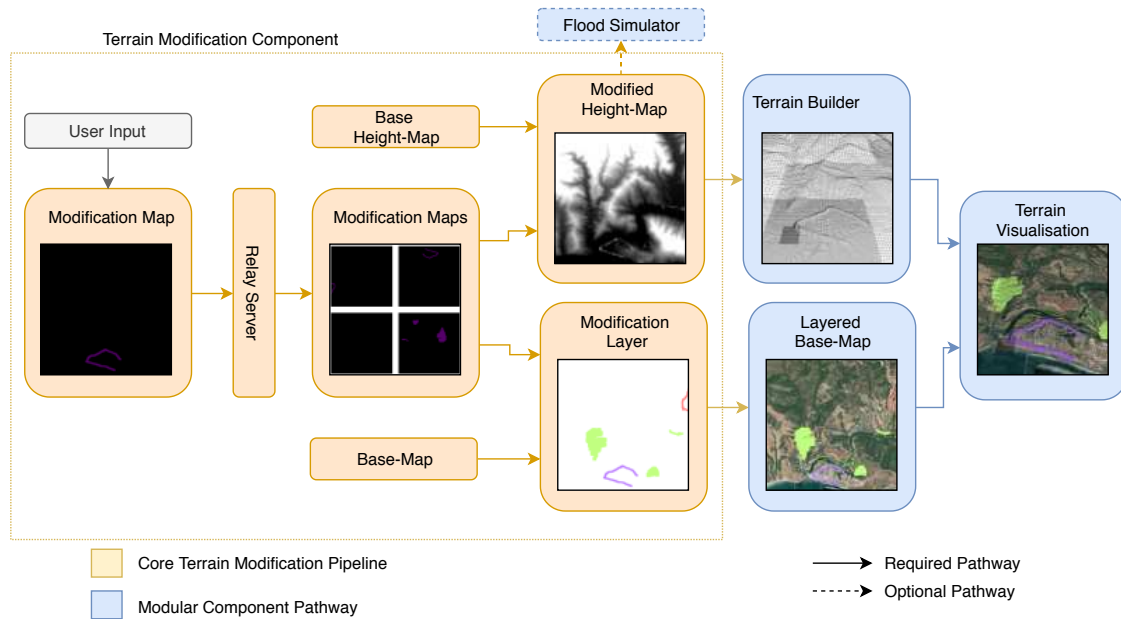 Flood Simulator
Terrain Modification Component
Modified
Height-Map
Terrain Builder
Base
Height-Map
User Input
Modification Map
Relay Server
Modification Maps
Terrain
Visualisation
Modification
Layer
Layered
Base-Map
Base-Map
Core Terrain Modification Pipeline
Required Pathway
Optional Pathway
Modular Component Pathway